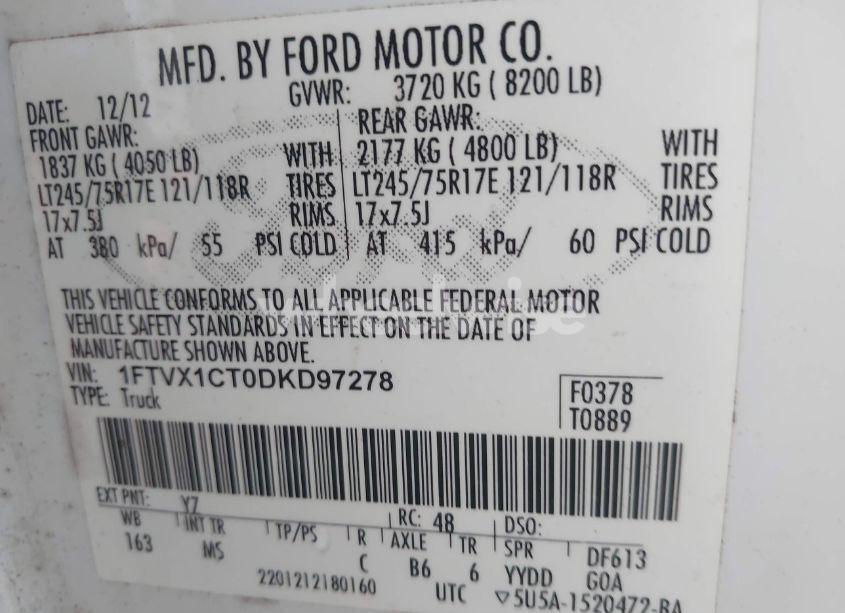 MFD. BY FORD MOTOR CO.
DATE: 12/12 GVWR: 3720 KG ( 8200 LB)
FRONT GAWR: REAR GAWR:
1837 KG ( 4050 LB) WITH 2177 KG ( 4800 LB) WITH
LT245/75R17E 121/118R TIRES LT245/75R17E 121/118R TIRES
17x7.5J RIMS 17x7.5J RIMS
AT 380 kPa/ 55 PSI COLD AT 415 kPa/ 60 PSI COLD
THIS VEHICLE CONFORMS TO ALL APPLICABLE FEDERAL MOTOR
VEHICLE SAFETY STANDARDS IN EFFECT ON THE DATE OF
MANUFACTURE SHOWN ABOVE.
VIN: 1FTVX1CT0DKD97278 F0378
TYPE: Truck T0889
EXT PNT: YZ RC: 48 DSO:
WB INT TR TP/PS R AXLE TR SPR DF613
163 MS C B6 6 YYDD GOA
2201212180160 UTC ▽5U5A-1520472-BA